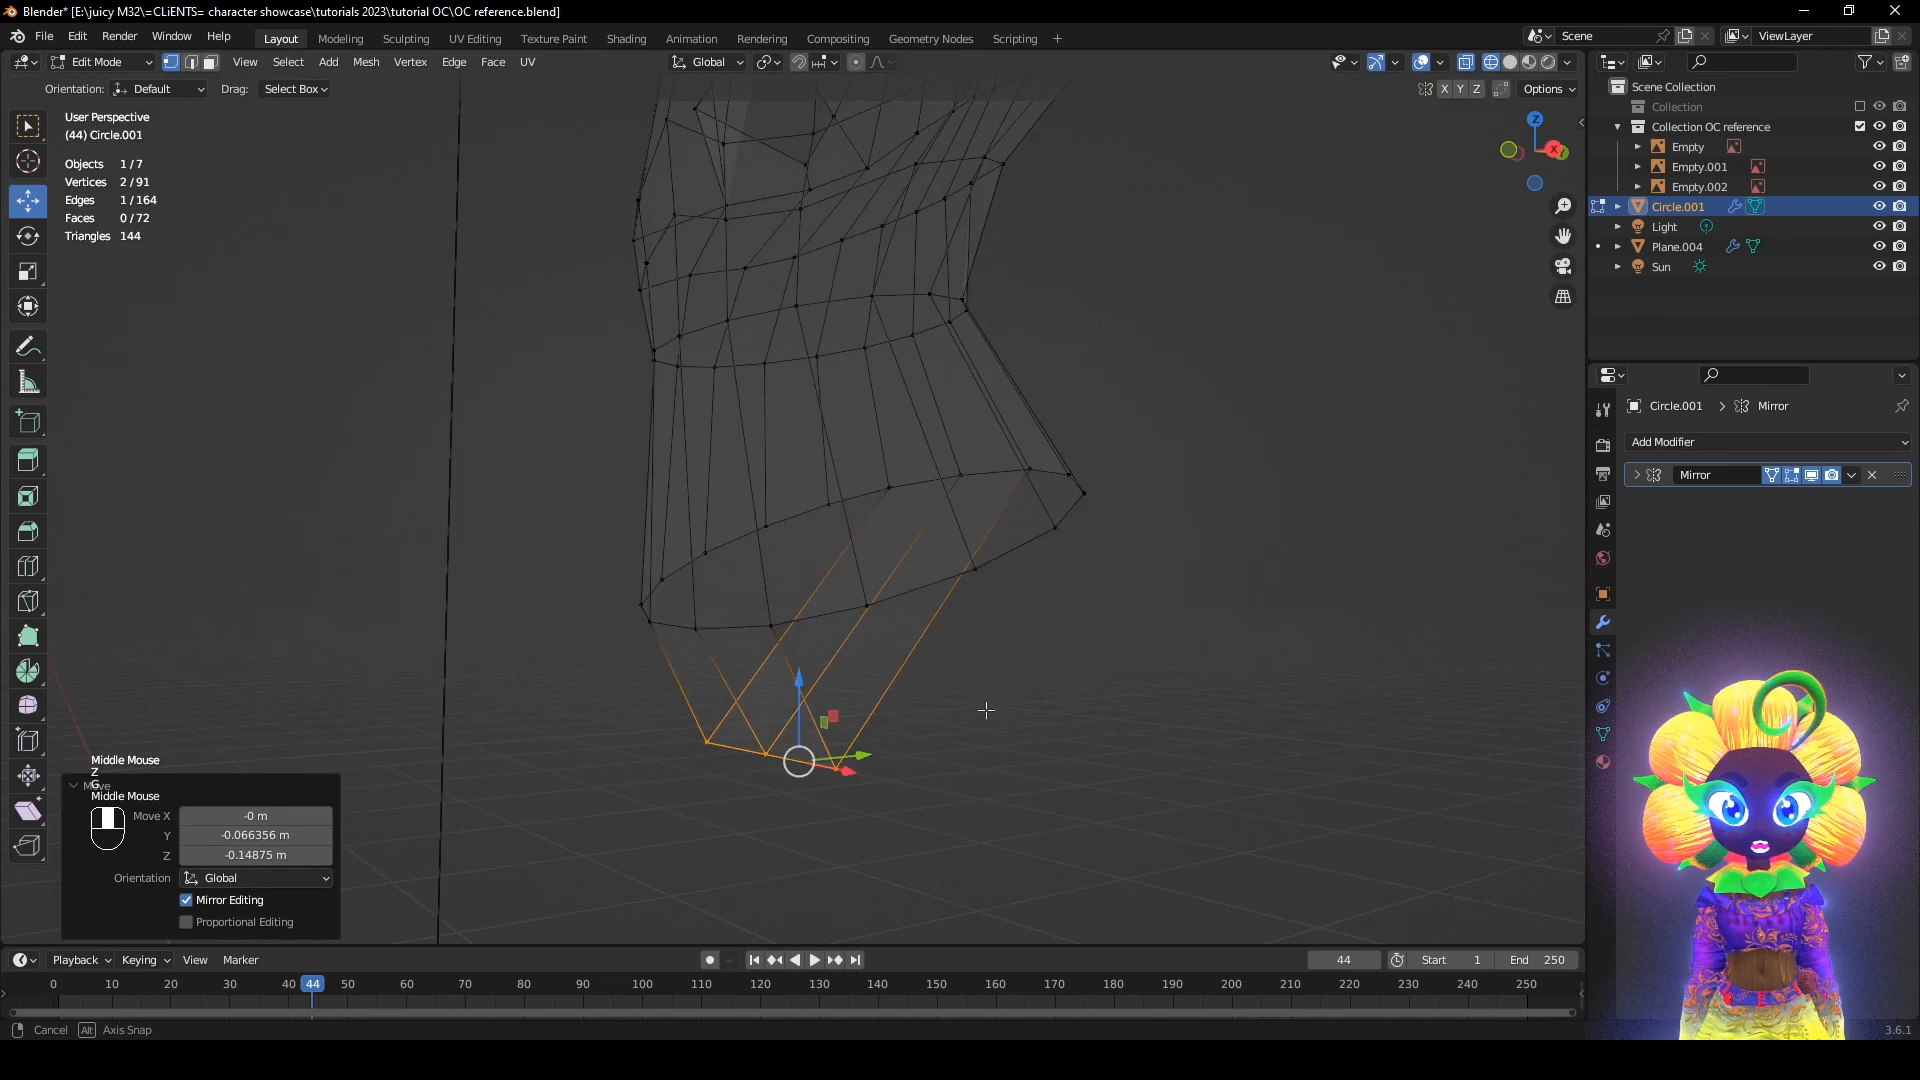 Blender* [E:\juicy M32\=CLiENTS= character showcase\tutorials 2023\tutorial OC\OC reference.blend]
File Edit Render Window Help Layout Modeling Sculpting UV Editing Texture Paint Shading Animation Rendering Compositing Geometry Nodes Scripting + Scene ViewLayer
Edit Mode View Select Add Mesh Vertex Edge Face UV Global
Orientation: Default Drag: Select Box X Y Z Options
User Perspective
(44) Circle.001
Objects 1 / 7
Vertices 2 / 91
Edges 1 / 164
Faces 0 / 72
Triangles 144
Z
X
Scene Collection
Collection
Collection OC reference
Empty
Empty.001
Empty.002
Circle.001
Light
Plane.004
Sun
Circle.001 > Mirror
Add Modifier
Mirror
Middle Mouse
Z
G
Move
Middle Mouse
Move X -0 m
Y -0.066356 m
Z -0.14875 m
Orientation Global
Mirror Editing
Proportional Editing
Playback Keying View Marker 44 Start 1 End 250
0 10 20 30 40 44 50 60 70 80 90 100 110 120 130 140 150 160 170 180 190 200 210 220 230 240 250
Cancel Alt Axis Snap 3.6.1